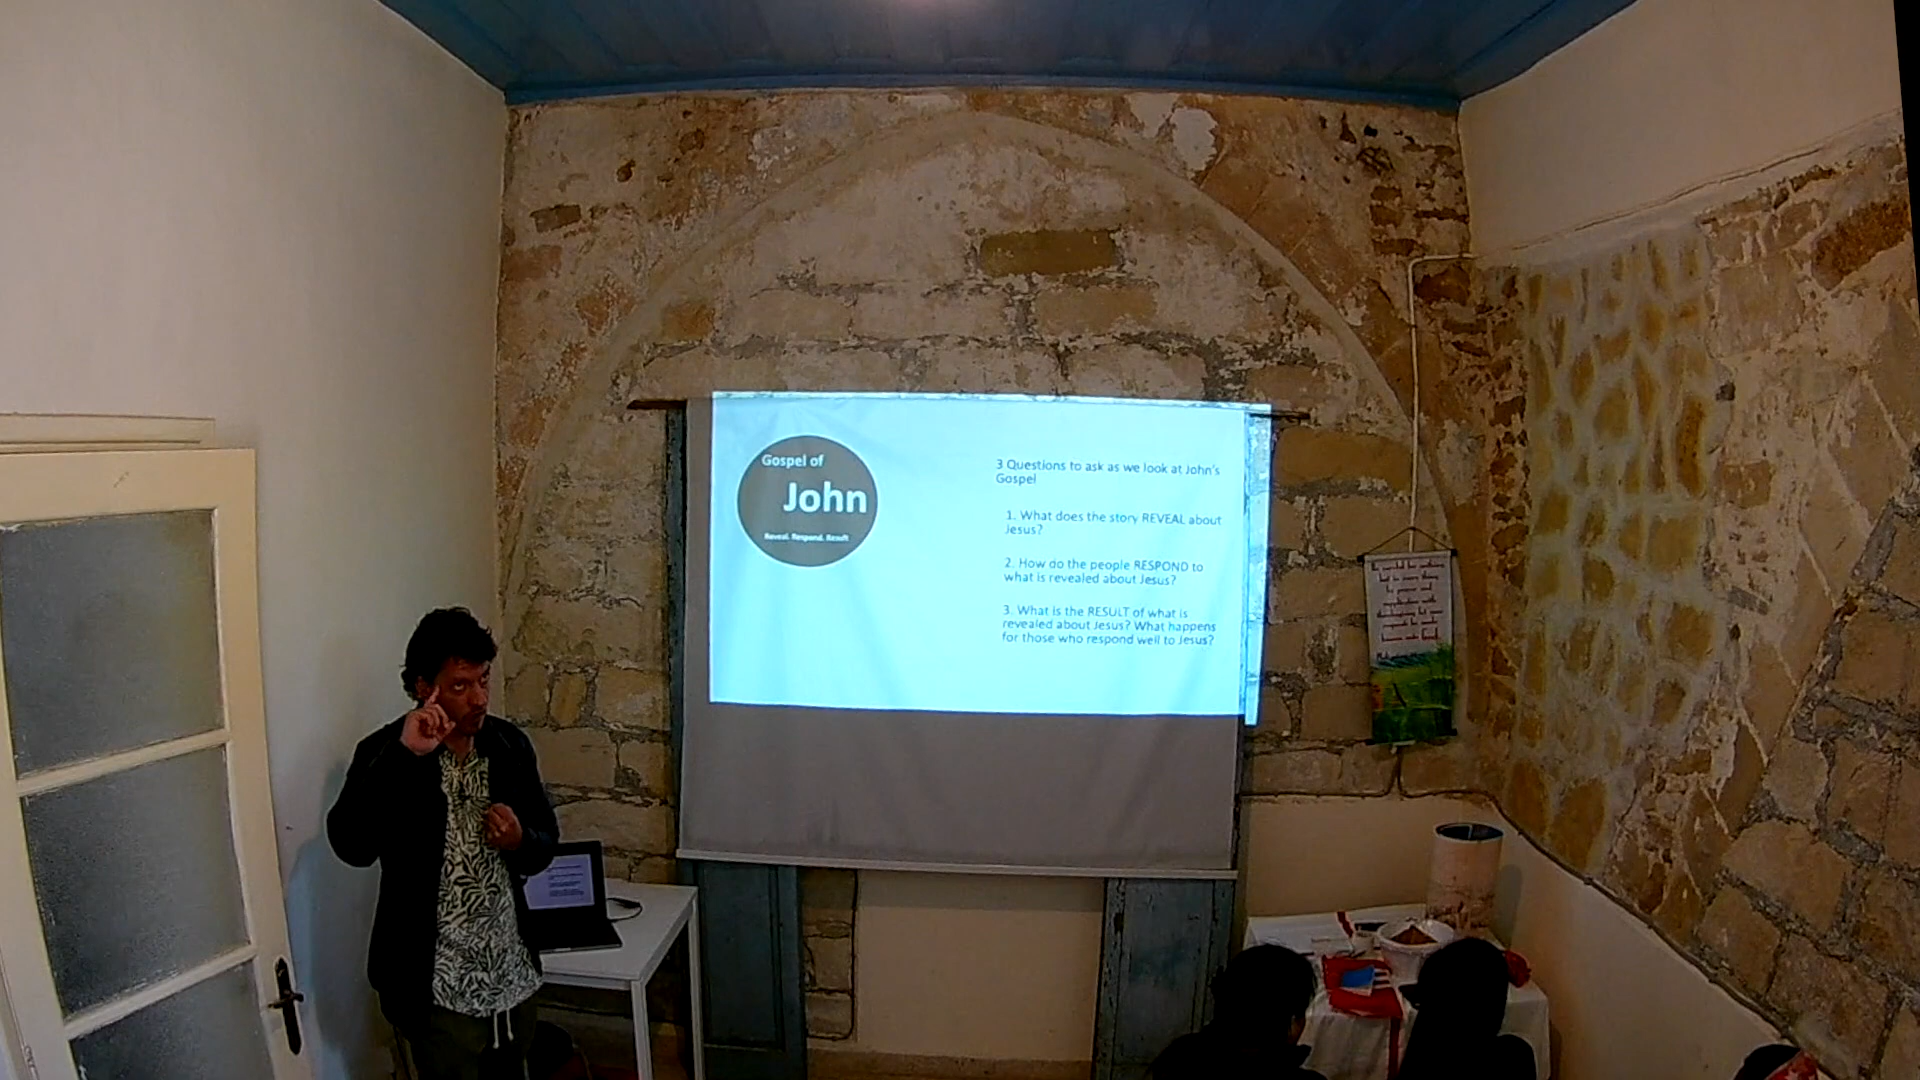 Gospel of
John
Reveal. Respond. Result
3 Questions to ask as we look at John's
Gospel
1. What does the story REVEAL about
Jesus?
2. How do the people RESPOND to
what is revealed about Jesus?
3. What is the RESULT of what is
revealed about Jesus? What happens
for those who respond well to Jesus?